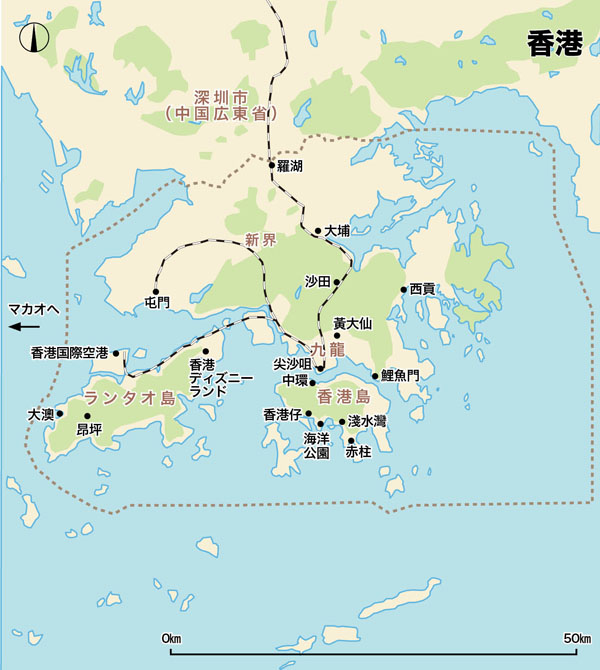 香港
深圳市
（中国広東省）
羅湖
大埔
新界
沙田
西貢
屯門
マカオへ
黃大仙
香港国際空港
九龍
香港
ディズニー
ランド
尖沙咀
中環
鯉魚門
ランタオ島
香港島
大澳
昂坪
香港仔
淺水灣
海洋
公園
赤柱
0km
50km